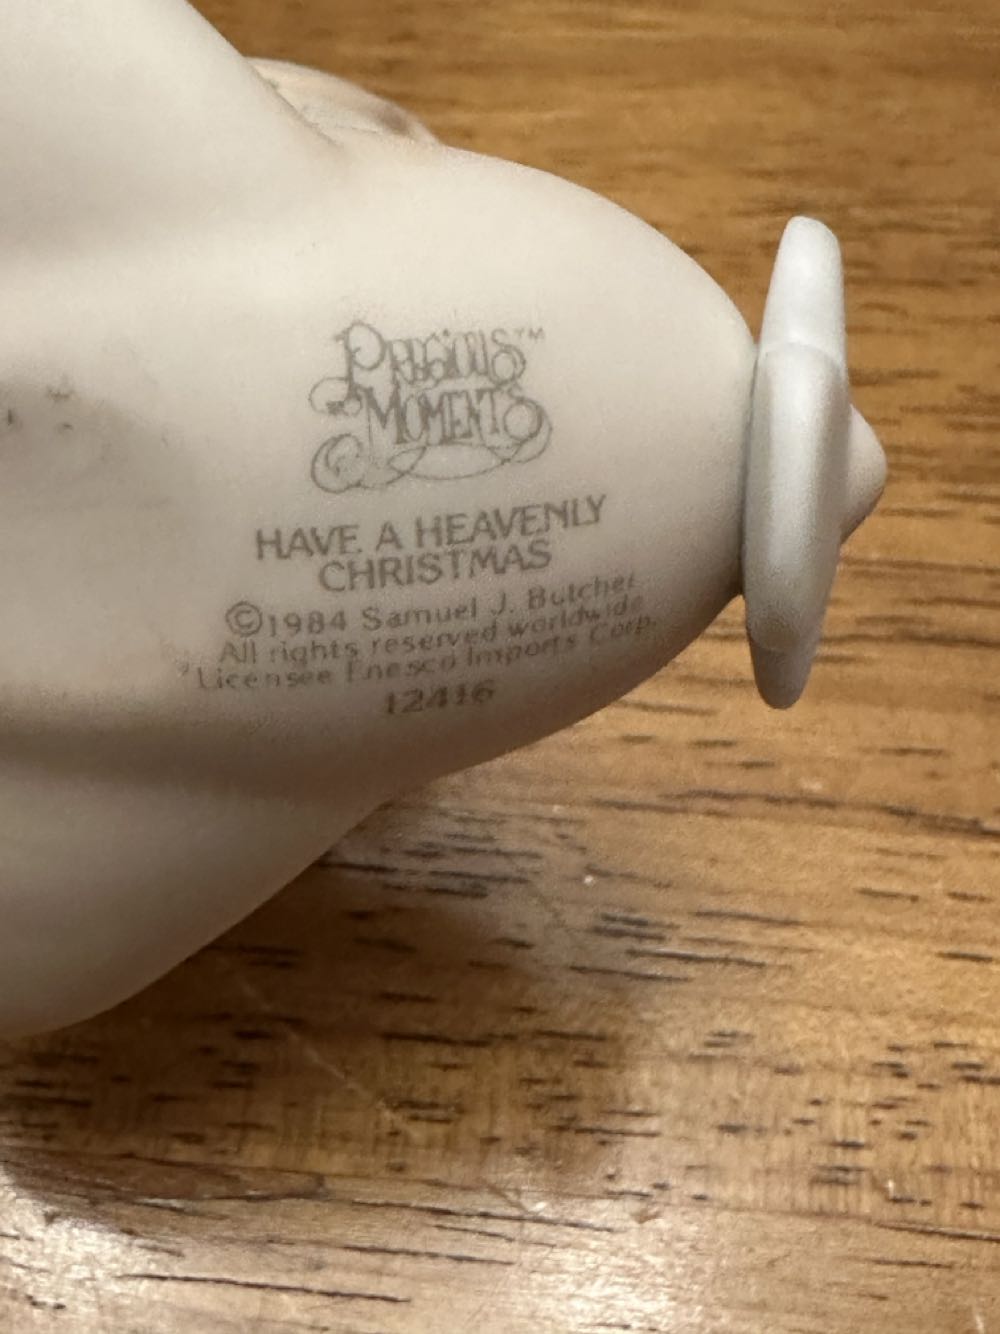 PRECIOUS™
MOMENTS
HAVE A HEAVENLY
CHRISTMAS
©1984 Samuel J. Butcher
All rights reserved worldwide
Licensee Enesco Imports Corp.
12416